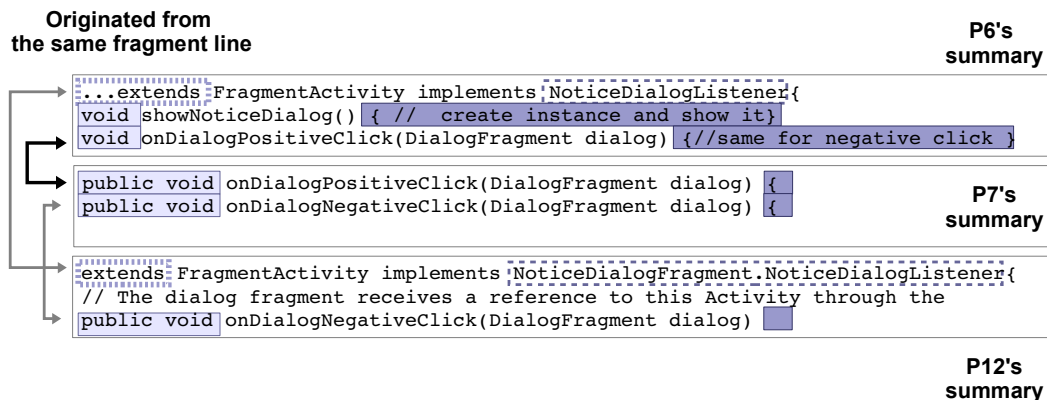 Originated from
the same fragment line
P6's
summary
...extends FragmentActivity implements NoticeDialogListener{
void showNoticeDialog() { // create instance and show it}
void onDialogPositiveClick(DialogFragment dialog) {//same for negative click }
public void onDialogPositiveClick(DialogFragment dialog) {
public void onDialogNegativeClick(DialogFragment dialog) {
P7's
summary
extends FragmentActivity implements NoticeDialogFragment.NoticeDialogListener{
// The dialog fragment receives a reference to this Activity through the
public void onDialogNegativeClick(DialogFragment dialog)
P12's
summary